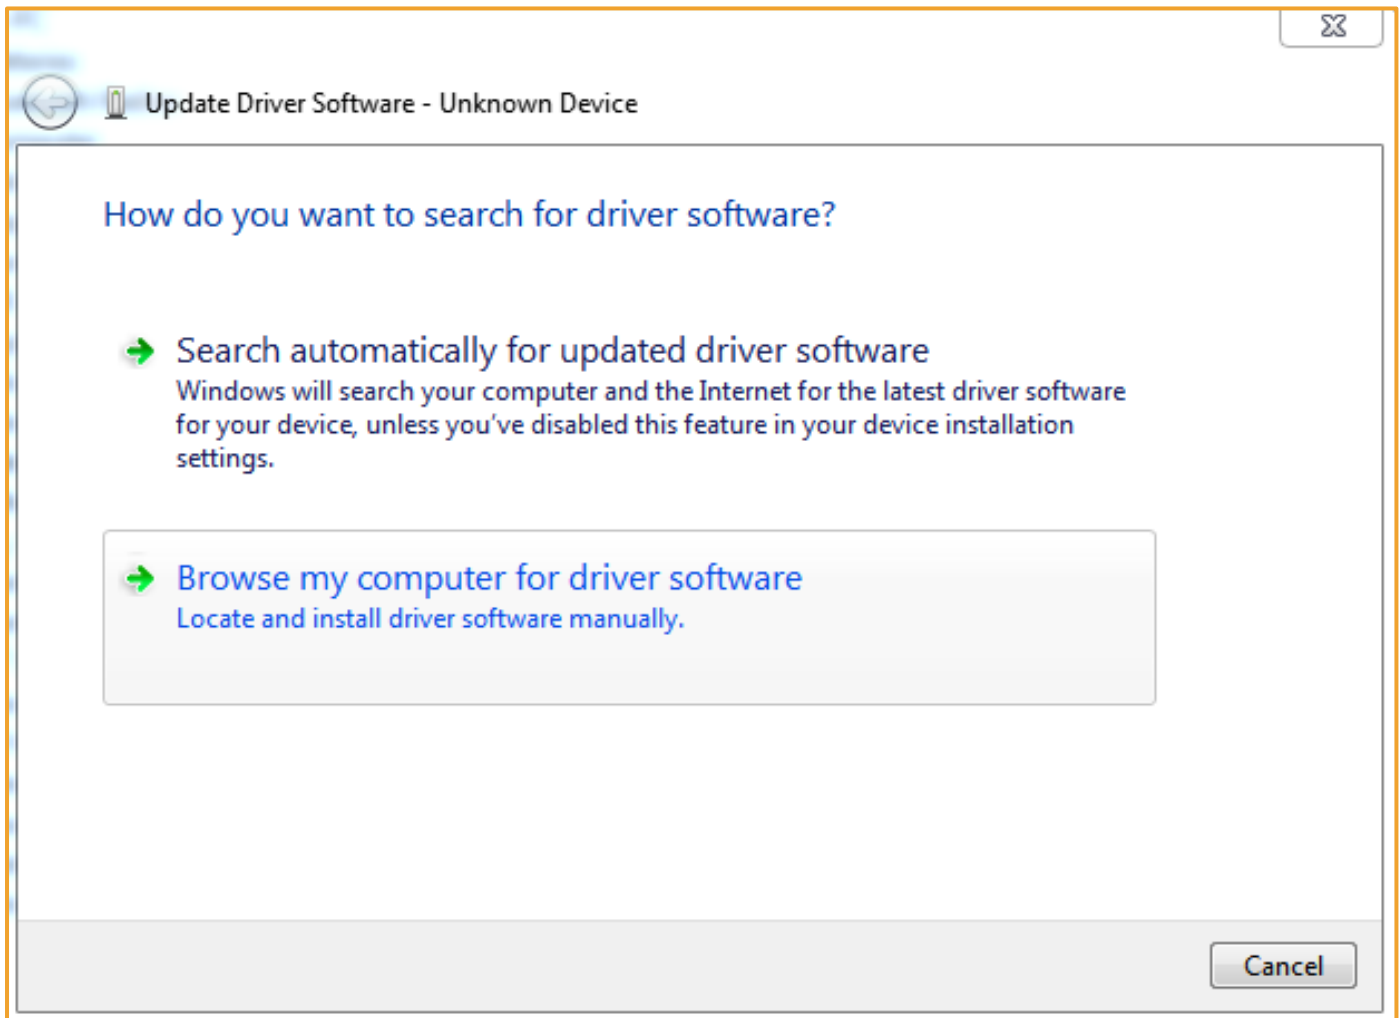 Update Driver Software - Unknown Device
How do you want to search for driver software?
Search automatically for updated driver software
Windows will search your computer and the Internet for the latest driver software
for your device, unless you've disabled this feature in your device installation
settings.
Browse my computer for driver software
Locate and install driver software manually.
Cancel